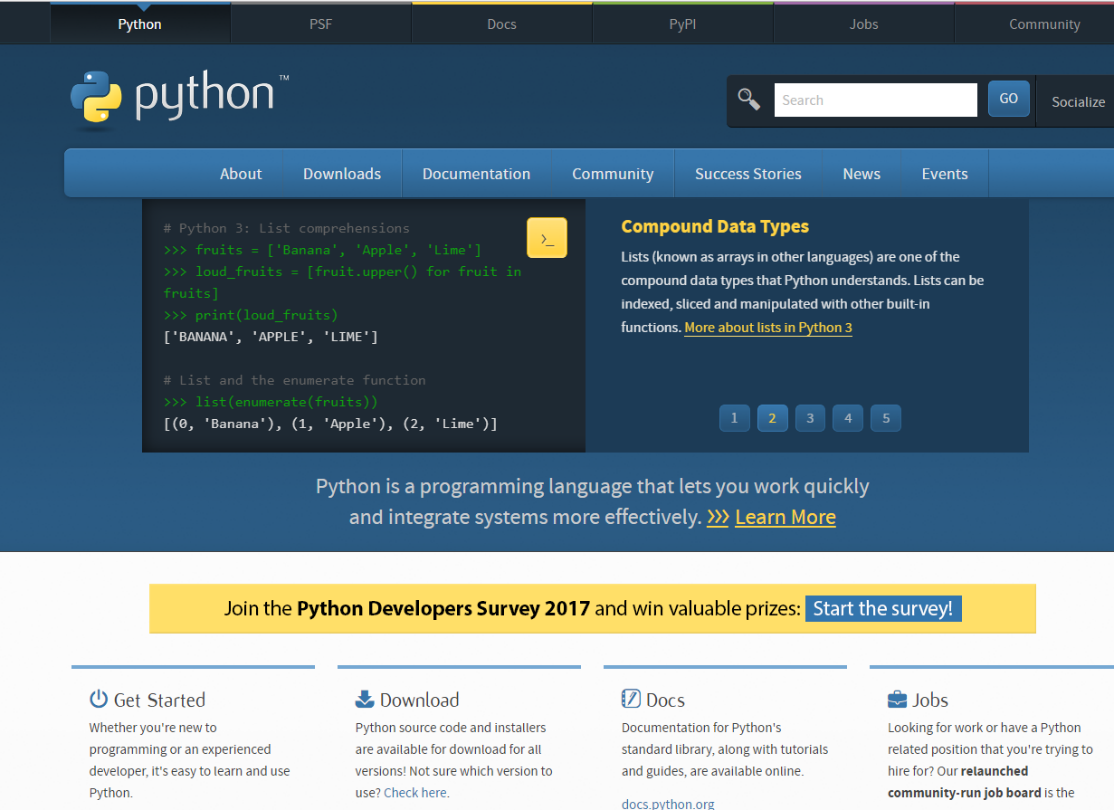 Python PSF Docs PyPI Jobs Community
python™
Search GO Socialize
About Downloads Documentation Community Success Stories News Events
# Python 3: List comprehensions
>>> fruits = ['Banana', 'Apple', 'Lime']
>>> loud_fruits = [fruit.upper() for fruit in
fruits]
>>> print(loud_fruits)
['BANANA', 'APPLE', 'LIME']
# List and the enumerate function
>>> list(enumerate(fruits))
[(0, 'Banana'), (1, 'Apple'), (2, 'Lime')]
>_
Compound Data Types
Lists (known as arrays in other languages) are one of the
compound data types that Python understands. Lists can be
indexed, sliced and manipulated with other built-in
functions. More about lists in Python 3
1 2 3 4 5
Python is a programming language that lets you work quickly
and integrate systems more effectively. >>> Learn More
Join the Python Developers Survey 2017 and win valuable prizes: Start the survey!
Get Started
Whether you're new to
programming or an experienced
developer, it's easy to learn and use
Python.
Download
Python source code and installers
are available for download for all
versions! Not sure which version to
use? Check here.
Docs
Documentation for Python's
standard library, along with tutorials
and guides, are available online.
docs.python.org
Jobs
Looking for work or have a Python
related position that you're trying to
hire for? Our relaunched
community-run job board is the